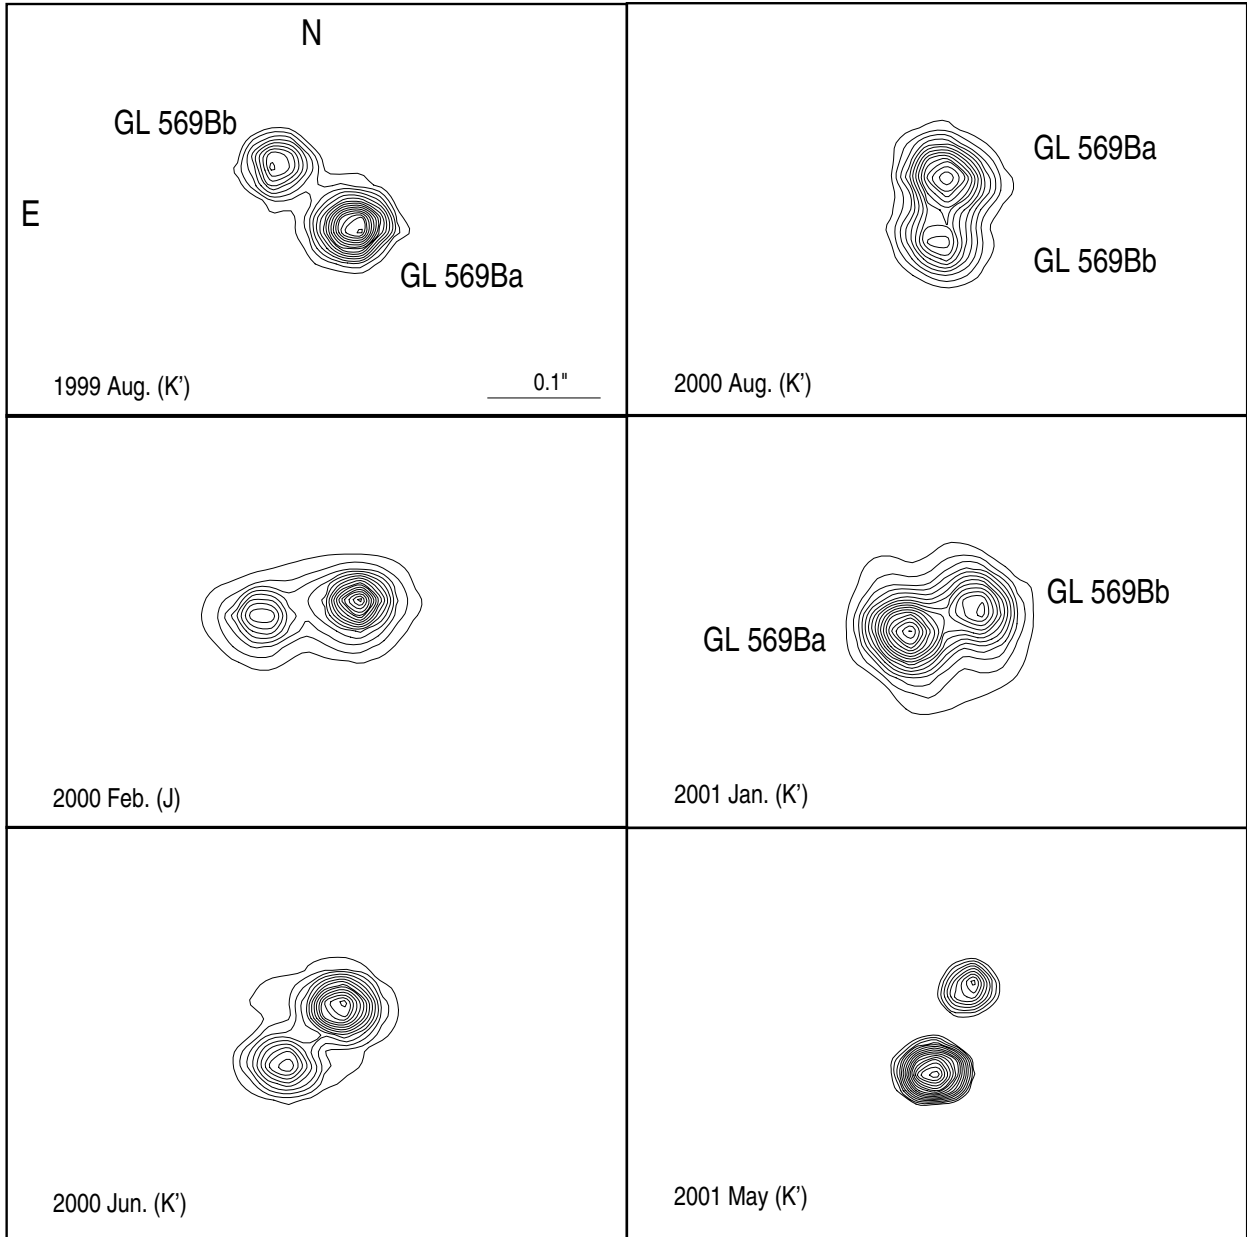 N
GL 569Bb
E
GL 569Ba
1999 Aug. (K')
0.1"
GL 569Ba
GL 569Bb
2000 Aug. (K')
2000 Feb. (J)
GL 569Bb
GL 569Ba
2001 Jan. (K')
2000 Jun. (K')
2001 May (K')